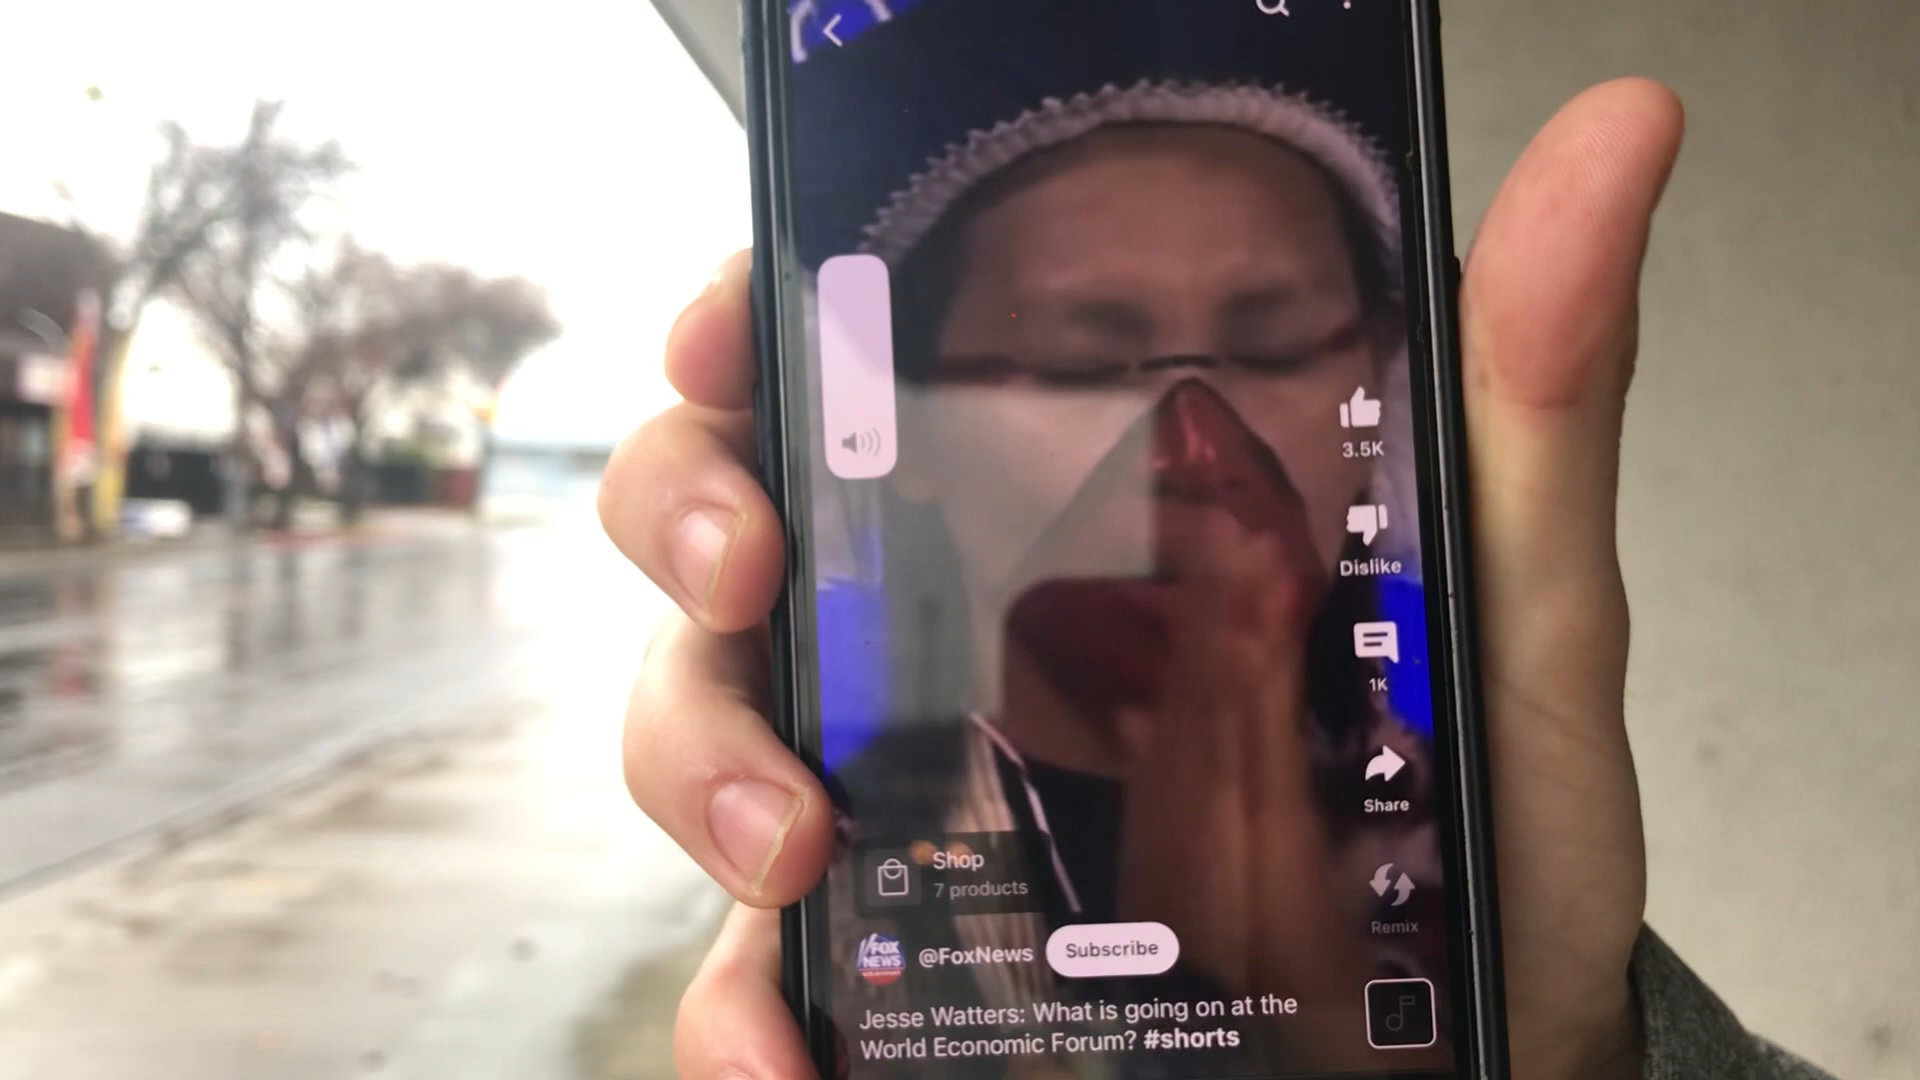 3.5K
Dislike
1K
Share
Shop
7 products
Remix
FOX
NEWS
@FoxNews
Subscribe
Jesse Watters: What is going on at the
World Economic Forum? #shorts